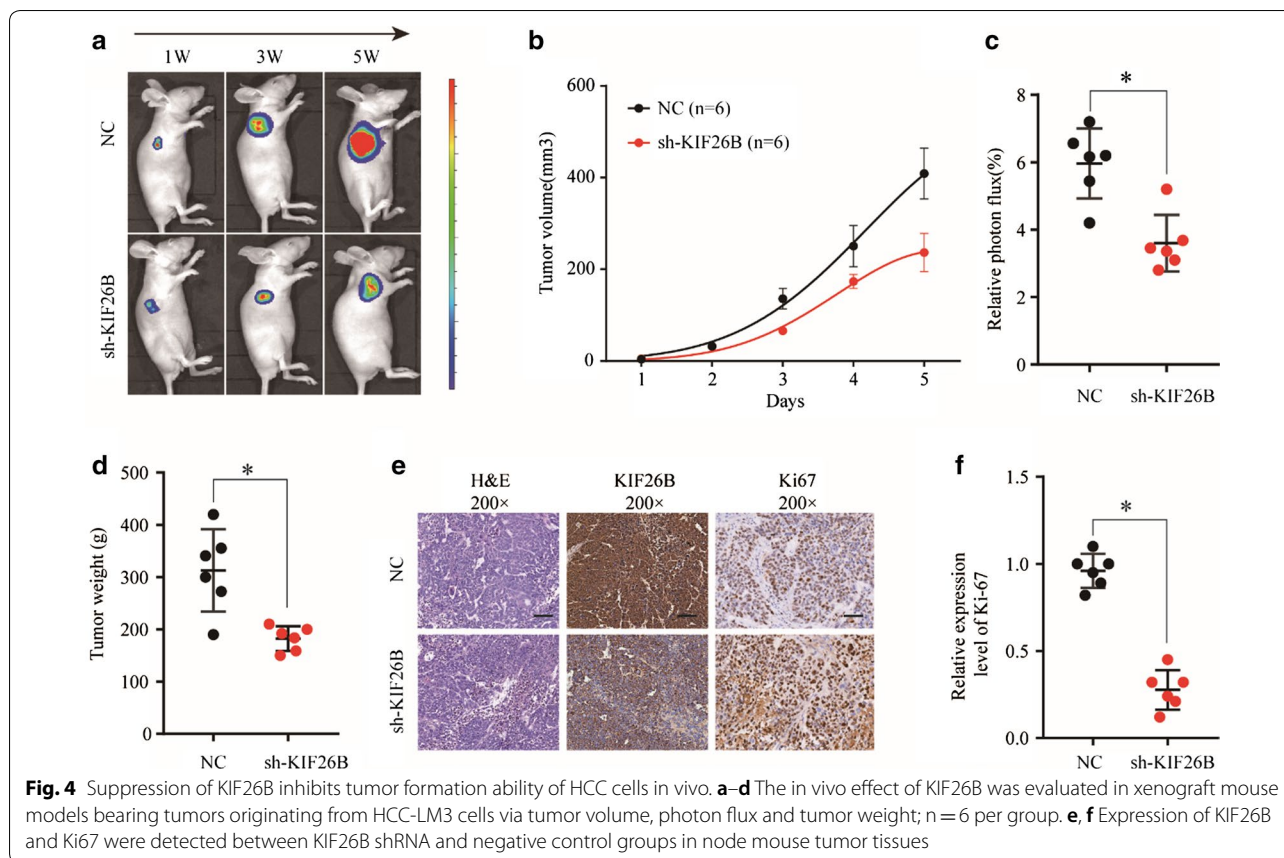 a
1W 3W 5W
NC
sh-KIF26B
b
600
400
200
0
Tumor volume(mm3)
NC (n=6)
sh-KIF26B (n=6)
1 2 3 4 5
Days
c
*
8
6
4
2
0
Relative photon flux(%)
NC sh-KIF26B
d
*
500
400
300
200
100
0
Tumor weight (g)
NC sh-KIF26B
e
H&E KIF26B Ki67
200× 200× 200×
NC
sh-KIF26B
f
*
1.5
1.0
0.5
0.0
Relative expression
level of Ki-67
NC sh-KIF26B
Fig. 4 Suppression of KIF26B inhibits tumor formation ability of HCC cells in vivo. a–d The in vivo effect of KIF26B was evaluated in xenograft mouse
models bearing tumors originating from HCC-LM3 cells via tumor volume, photon flux and tumor weight; n = 6 per group. e, f Expression of KIF26B
and Ki67 were detected between KIF26B shRNA and negative control groups in node mouse tumor tissues